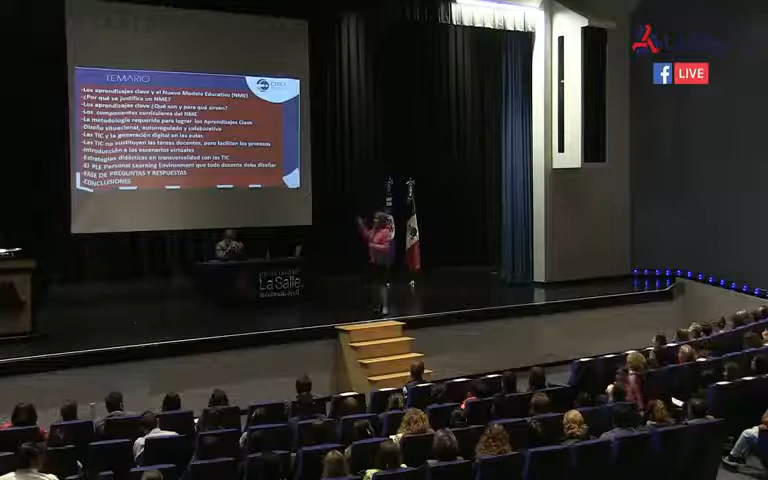 TEMARIO
-Los aprendizajes clave y el Nuevo Modelo Educativo (NME)
-¿Por qué se justifica un NME?
-Los aprendizajes clave ¿Qué son y para qué sirven?
-Los componentes curriculares del NME
-La metodología requerida para lograr los Aprendizajes Clave
-Diseño situacional, autorregulado y colaborativo
-Las TIC y la generación digital en las aulas
-Las TIC no sustituyen las tareas docentes, pero facilitan los procesos
-Introducción a los escenarios virtuales
-Estrategias didácticas en transversalidad con las TIC
-El PLE Personal Learning Environment que todo docente debe diseñar
-FASE DE PREGUNTAS Y RESPUESTAS
-CONCLUSIONES
La Salle
f LIVE